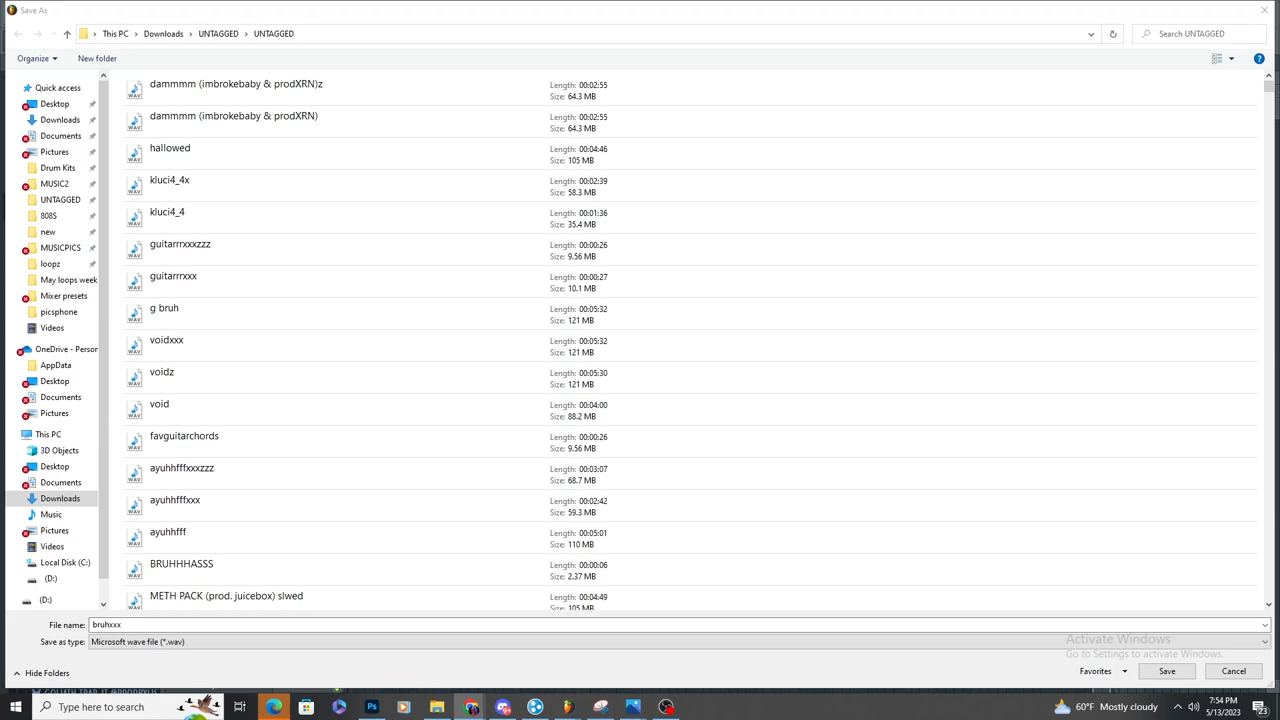 Save As
This PC > Downloads > UNTAGGED > UNTAGGED
Search UNTAGGED
Organize
New folder
Quick access
Desktop
Downloads
Documents
Pictures
Drum Kits
MUSIC2
UNTAGGED
808S
new
MUSICPICS
loopz
May loops week
Mixer presets
picsphone
Videos
OneDrive - Person
AppData
Desktop
Documents
Pictures
This PC
3D Objects
Desktop
Documents
Downloads
Music
Pictures
Videos
Local Disk (C:)
(D:)
(D:)
dammmm (imbrokebaby & prodXRN)z
Length: 00:02:55
Size: 64.3 MB
dammmm (imbrokebaby & prodXRN)
Length: 00:02:55
Size: 64.3 MB
hallowed
Length: 00:04:46
Size: 105 MB
kluci4_4x
Length: 00:02:39
Size: 58.3 MB
kluci4_4
Length: 00:01:36
Size: 35.4 MB
guitarrrxxxzzz
Length: 00:00:26
Size: 9.56 MB
guitarrrxxx
Length: 00:00:27
Size: 10.1 MB
g bruh
Length: 00:05:32
Size: 121 MB
voidxxx
Length: 00:05:32
Size: 121 MB
voidz
Length: 00:05:30
Size: 121 MB
void
Length: 00:04:00
Size: 88.2 MB
favguitarchords
Length: 00:00:26
Size: 9.56 MB
ayuhhfffxxxzzz
Length: 00:03:07
Size: 68.7 MB
ayuhhfffxxx
Length: 00:02:42
Size: 59.3 MB
ayuhhfff
Length: 00:05:01
Size: 110 MB
BRUHHHASSS
Length: 00:00:06
Size: 2.37 MB
METH PACK (prod. juicebox) slwed
Length: 00:04:49
Size: 105 MB
File name: bruhxxx
Save as type: Microsoft wave file (*.wav)
Activate Windows
Go to Settings to activate Windows.
Hide Folders
Favorites
Save
Cancel
Type here to search
60°F Mostly cloudy
7:54 PM
5/13/2023
23